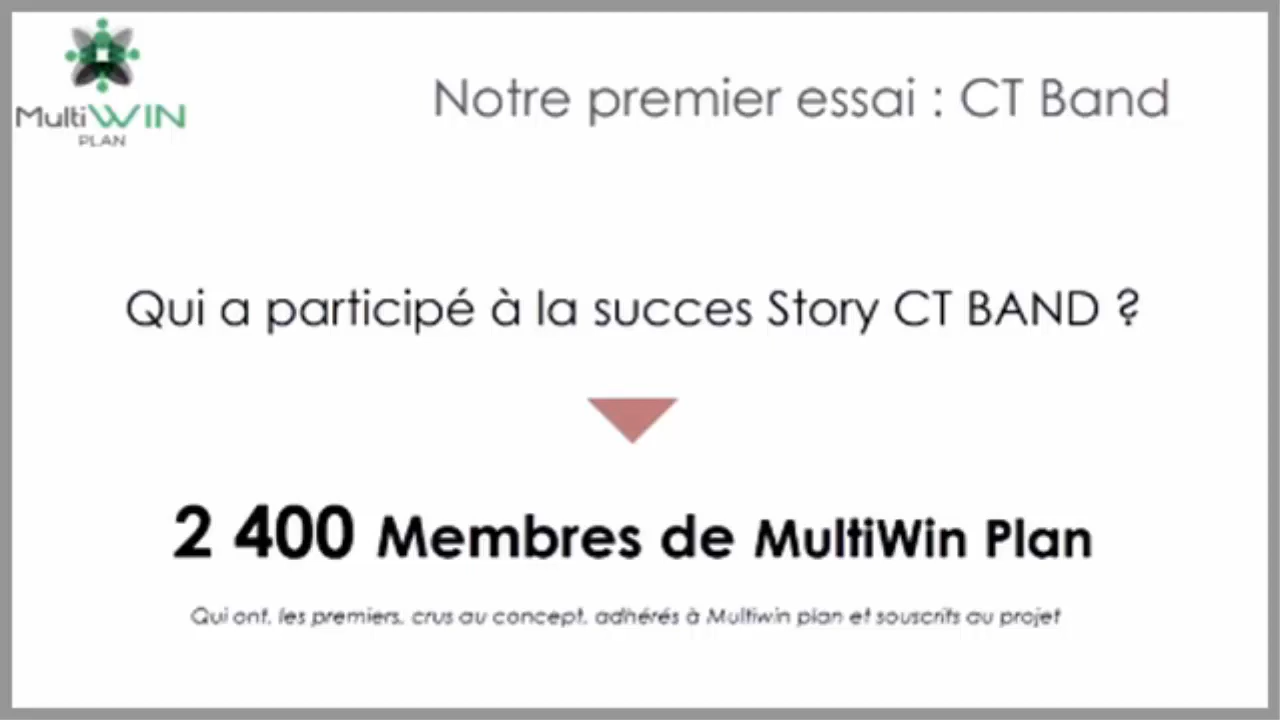 MultiWIN
PLAN
Notre premier essai : CT Band
Qui a participé à la succes Story CT BAND ?
2 400 Membres de MultiWin Plan
Qui ont, les premiers, crus au concept, adhérés à Multiwin plan et souscrits au projet